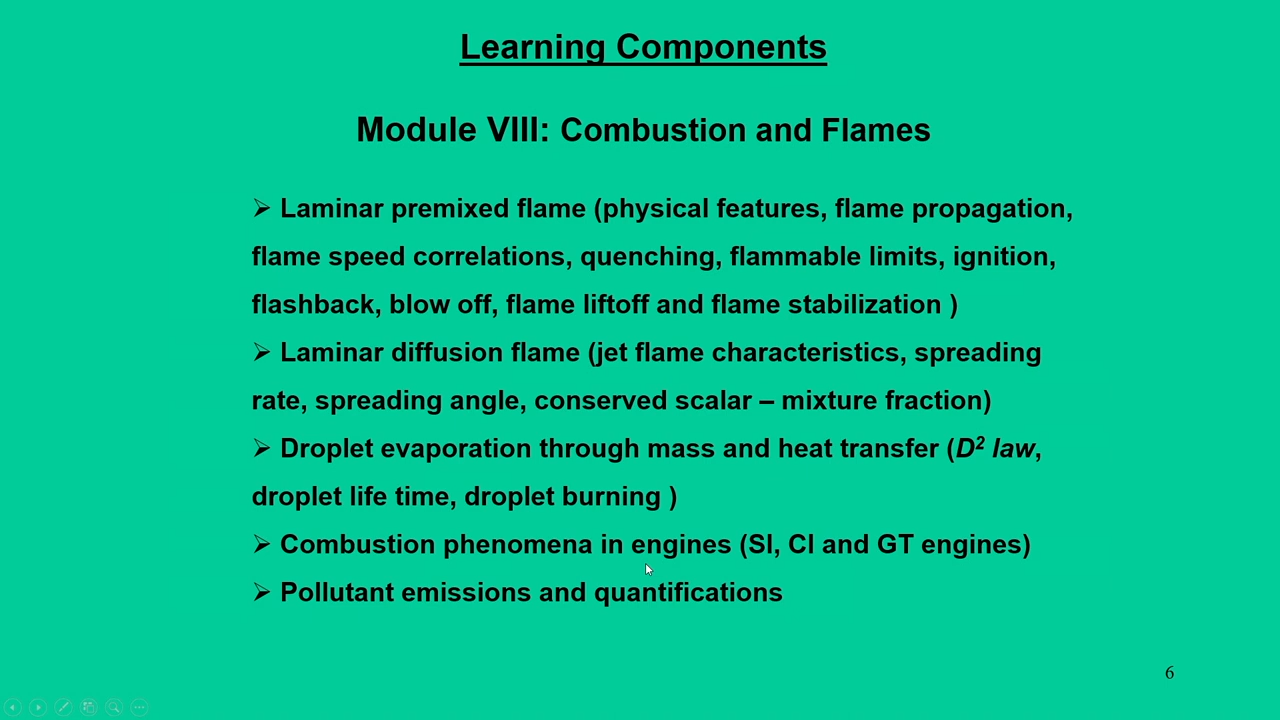 Learning Components
Module VIII: Combustion and Flames
➢ Laminar premixed flame (physical features, flame propagation,
flame speed correlations, quenching, flammable limits, ignition,
flashback, blow off, flame liftoff and flame stabilization )
➢ Laminar diffusion flame (jet flame characteristics, spreading
rate, spreading angle, conserved scalar – mixture fraction)
➢ Droplet evaporation through mass and heat transfer (D² law,
droplet life time, droplet burning )
➢ Combustion phenomena in engines (SI, CI and GT engines)
➢ Pollutant emissions and quantifications
6